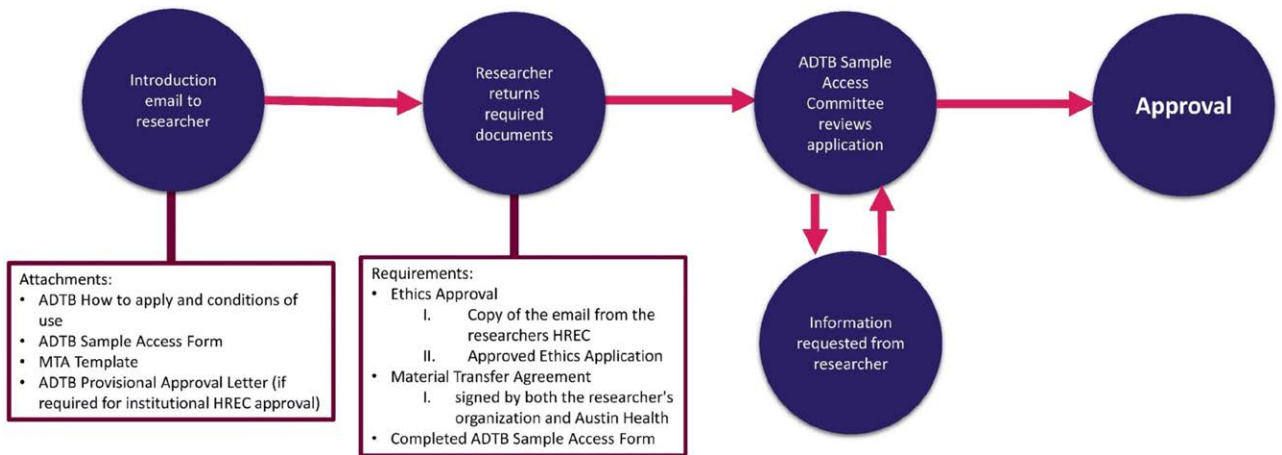 Introduction
email to
researcher
Researcher
returns
required
documents
ADTB Sample
Access
Committee
reviews
application
Approval
Information
requested from
researcher
Attachments:
• ADTB How to apply and conditions of
use
• ADTB Sample Access Form
• MTA Template
• ADTB Provisional Approval Letter (if
required for institutional HREC approval)
Requirements:
• Ethics Approval
I. Copy of the email from the
researchers HREC
II. Approved Ethics Application
• Material Transfer Agreement
I. signed by both the researcher's
organization and Austin Health
• Completed ADTB Sample Access Form